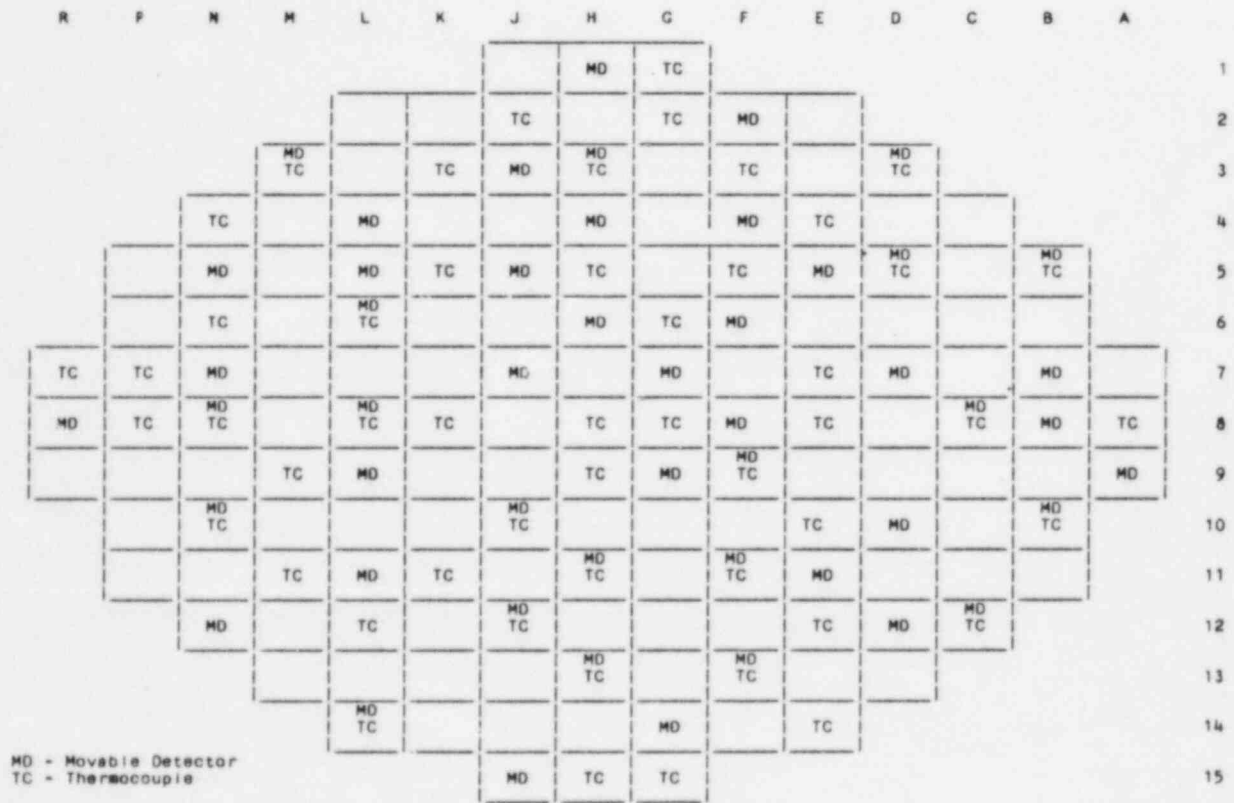 R P N M L K J H G F E D C B A
MD TC 1
TC TC MD 2
MD MD MD
TC TC MD TC TC TC 3
TC MD MD MD TC 4
MD MD
MD MD TC MD TC TC MD TC TC 5
MD
TC TC MD TC MD 6
TC TC MD MD MD TC MD MD 7
MD MD MD
MD TC TC TC TC TC TC MD TC TC MD TC 8
MD
TC MD TC MD TC MD 9
MD MD MD
TC TC TC MD TC 10
MD MD
TC MD TC TC TC MD 11
MD MD
MD TC TC TC MD TC 12
MD MD
TC TC 13
MD
TC MD TC 14
MD - Movable Detector
TC - Thermocouple
MD TC TC 15